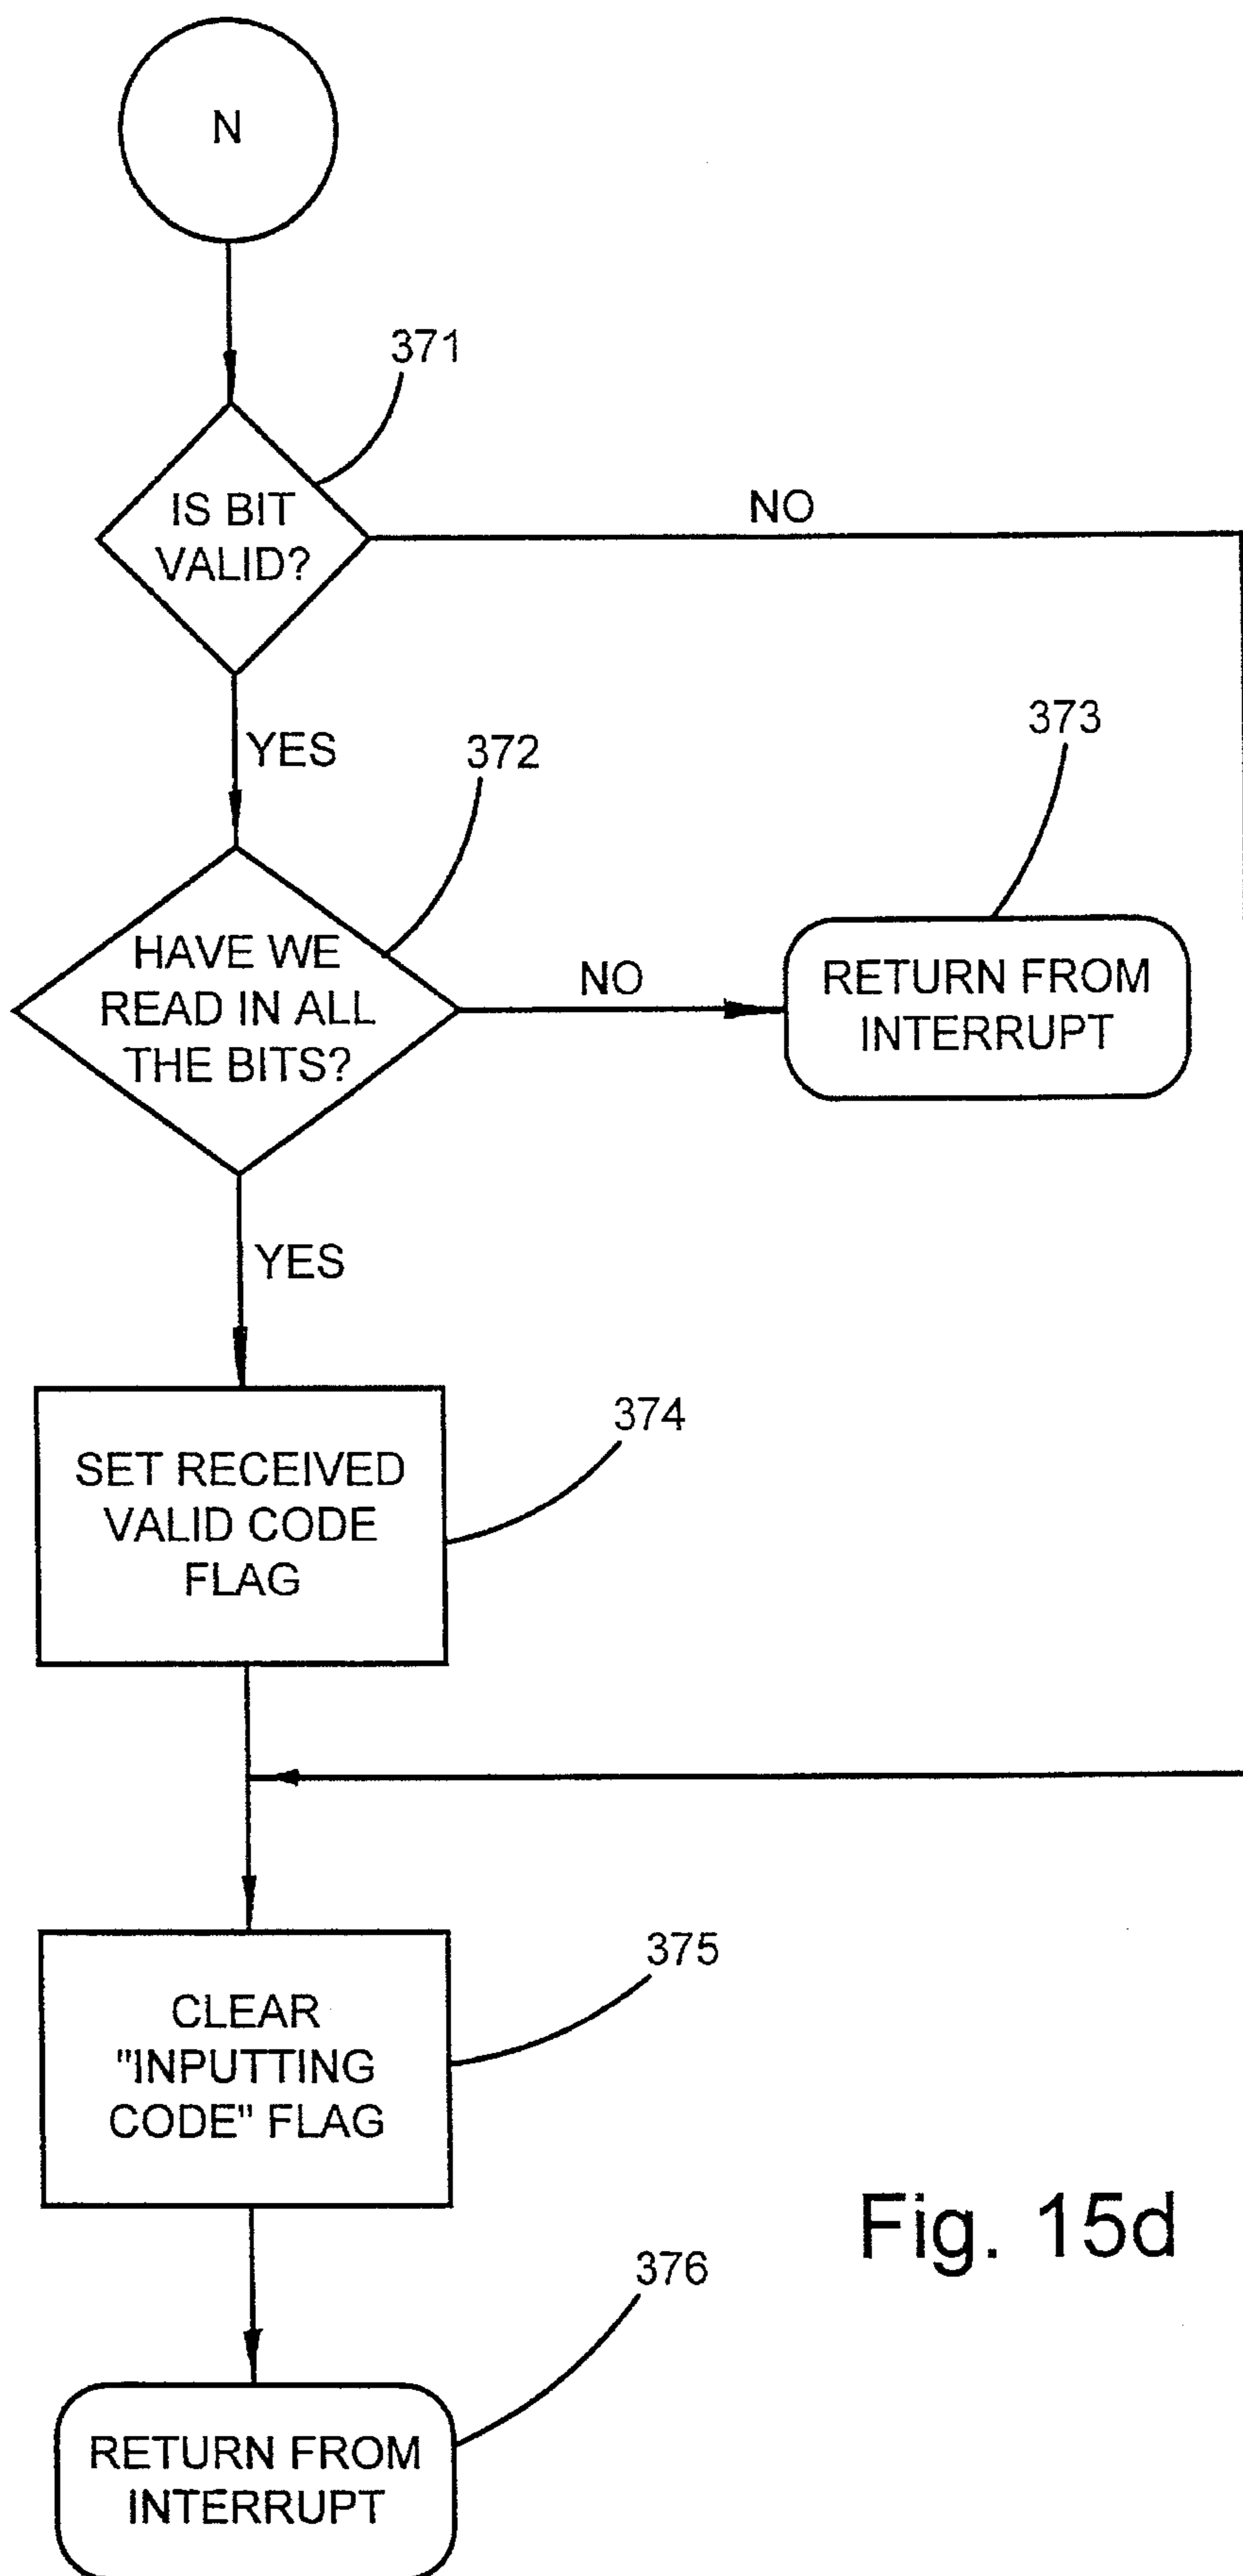 N
371
IS BIT
VALID?
NO
YES
372
373
HAVE WE
READ IN ALL
THE BITS?
NO
RETURN FROM
INTERRUPT
YES
374
SET RECEIVED
VALID CODE
FLAG
375
CLEAR
"INPUTTING
CODE" FLAG
Fig. 15d
376
RETURN FROM
INTERRUPT